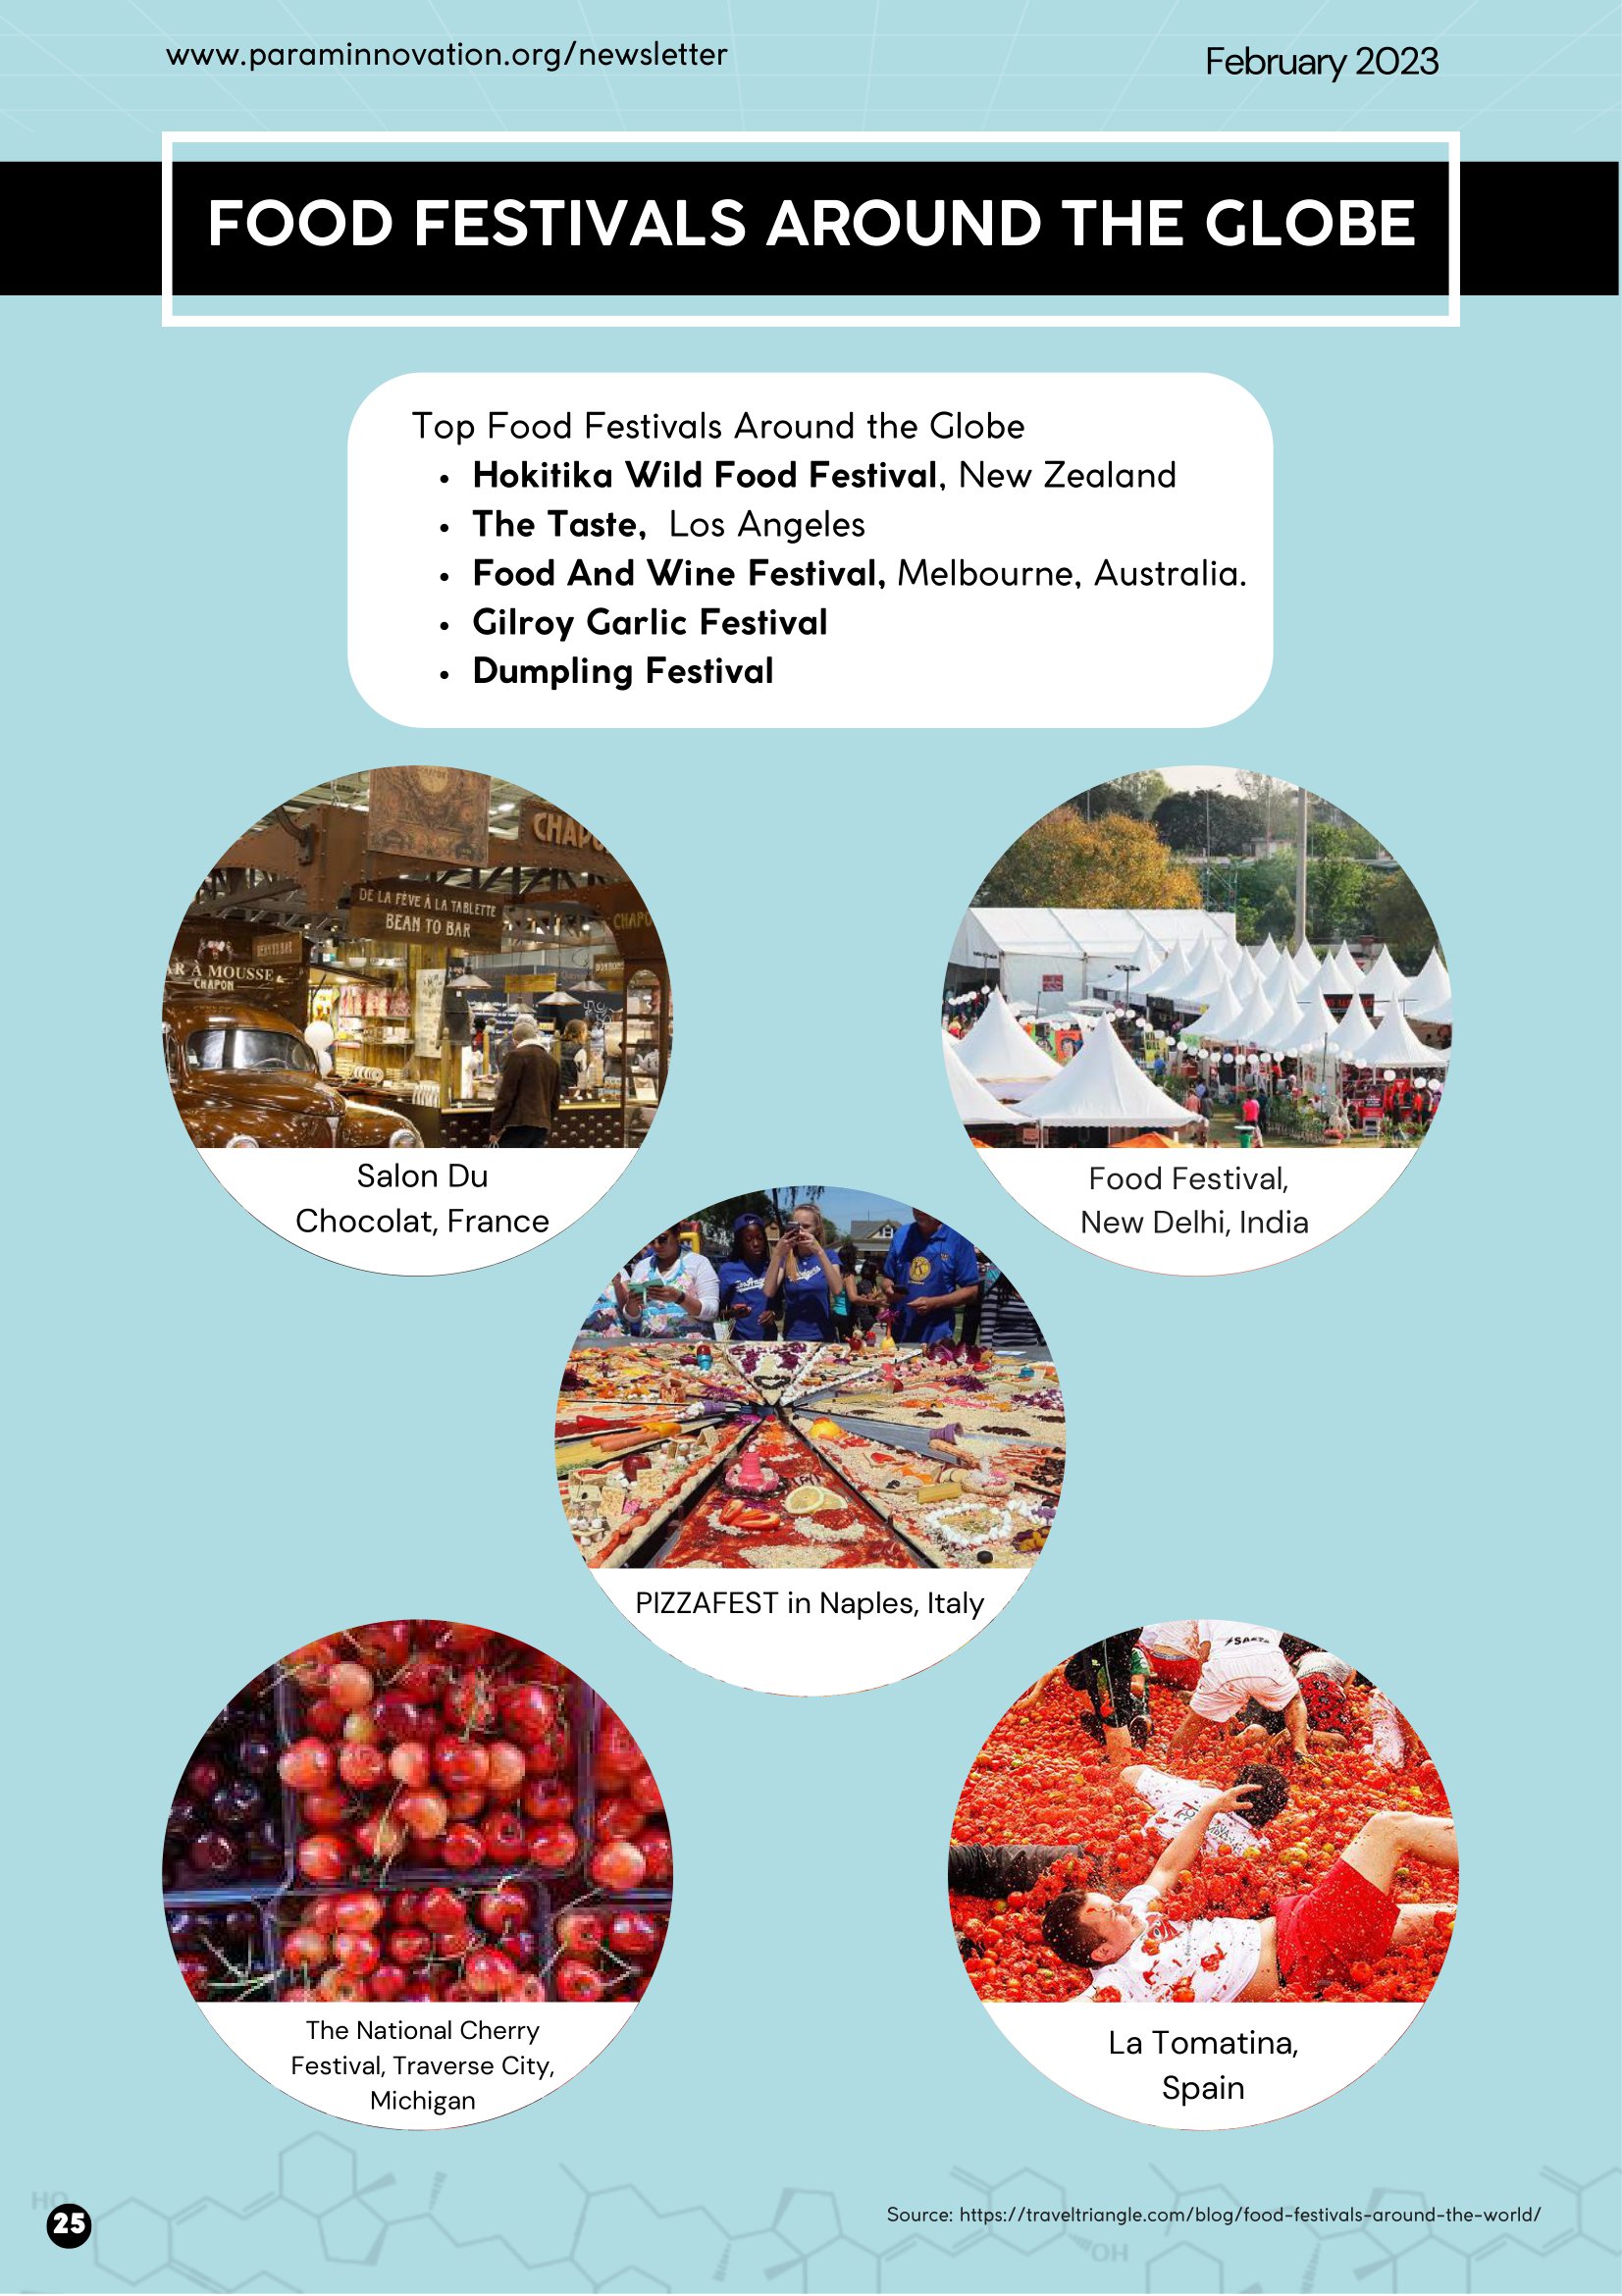 www.paraminnovation.org/newsletter
February 2023
FOOD FESTIVALS AROUND THE GLOBE
Top Food Festivals Around the Globe
• Hokitika Wild Food Festival, New Zealand
• The Taste, Los Angeles
• Food And Wine Festival, Melbourne, Australia.
• Gilroy Garlic Festival
• Dumpling Festival
DE LA FÈVE À LA TABLETTE
BEAN TO BAR
À MOUSSE
CHAPON
Salon Du
Chocolat, France
Food Festival,
New Delhi, India
PIZZAFEST in Naples, Italy
The National Cherry
Festival, Traverse City,
Michigan
La Tomatina,
Spain
HO
OH
25
Source: https://traveltriangle.com/blog/food-festivals-around-the-world/